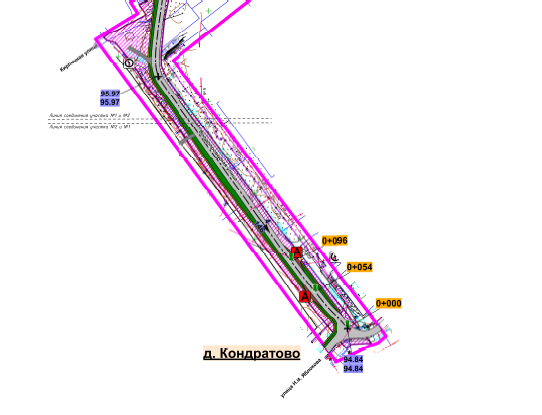 Кирпичная улица
95.97
95.97
Линия соединения участка №1 и №2
Линия соединения участка №2 и №1
0+096
А
0+054
А
0+000
д. Кондратово
94.84
94.84
улица Н.И. Яблокова